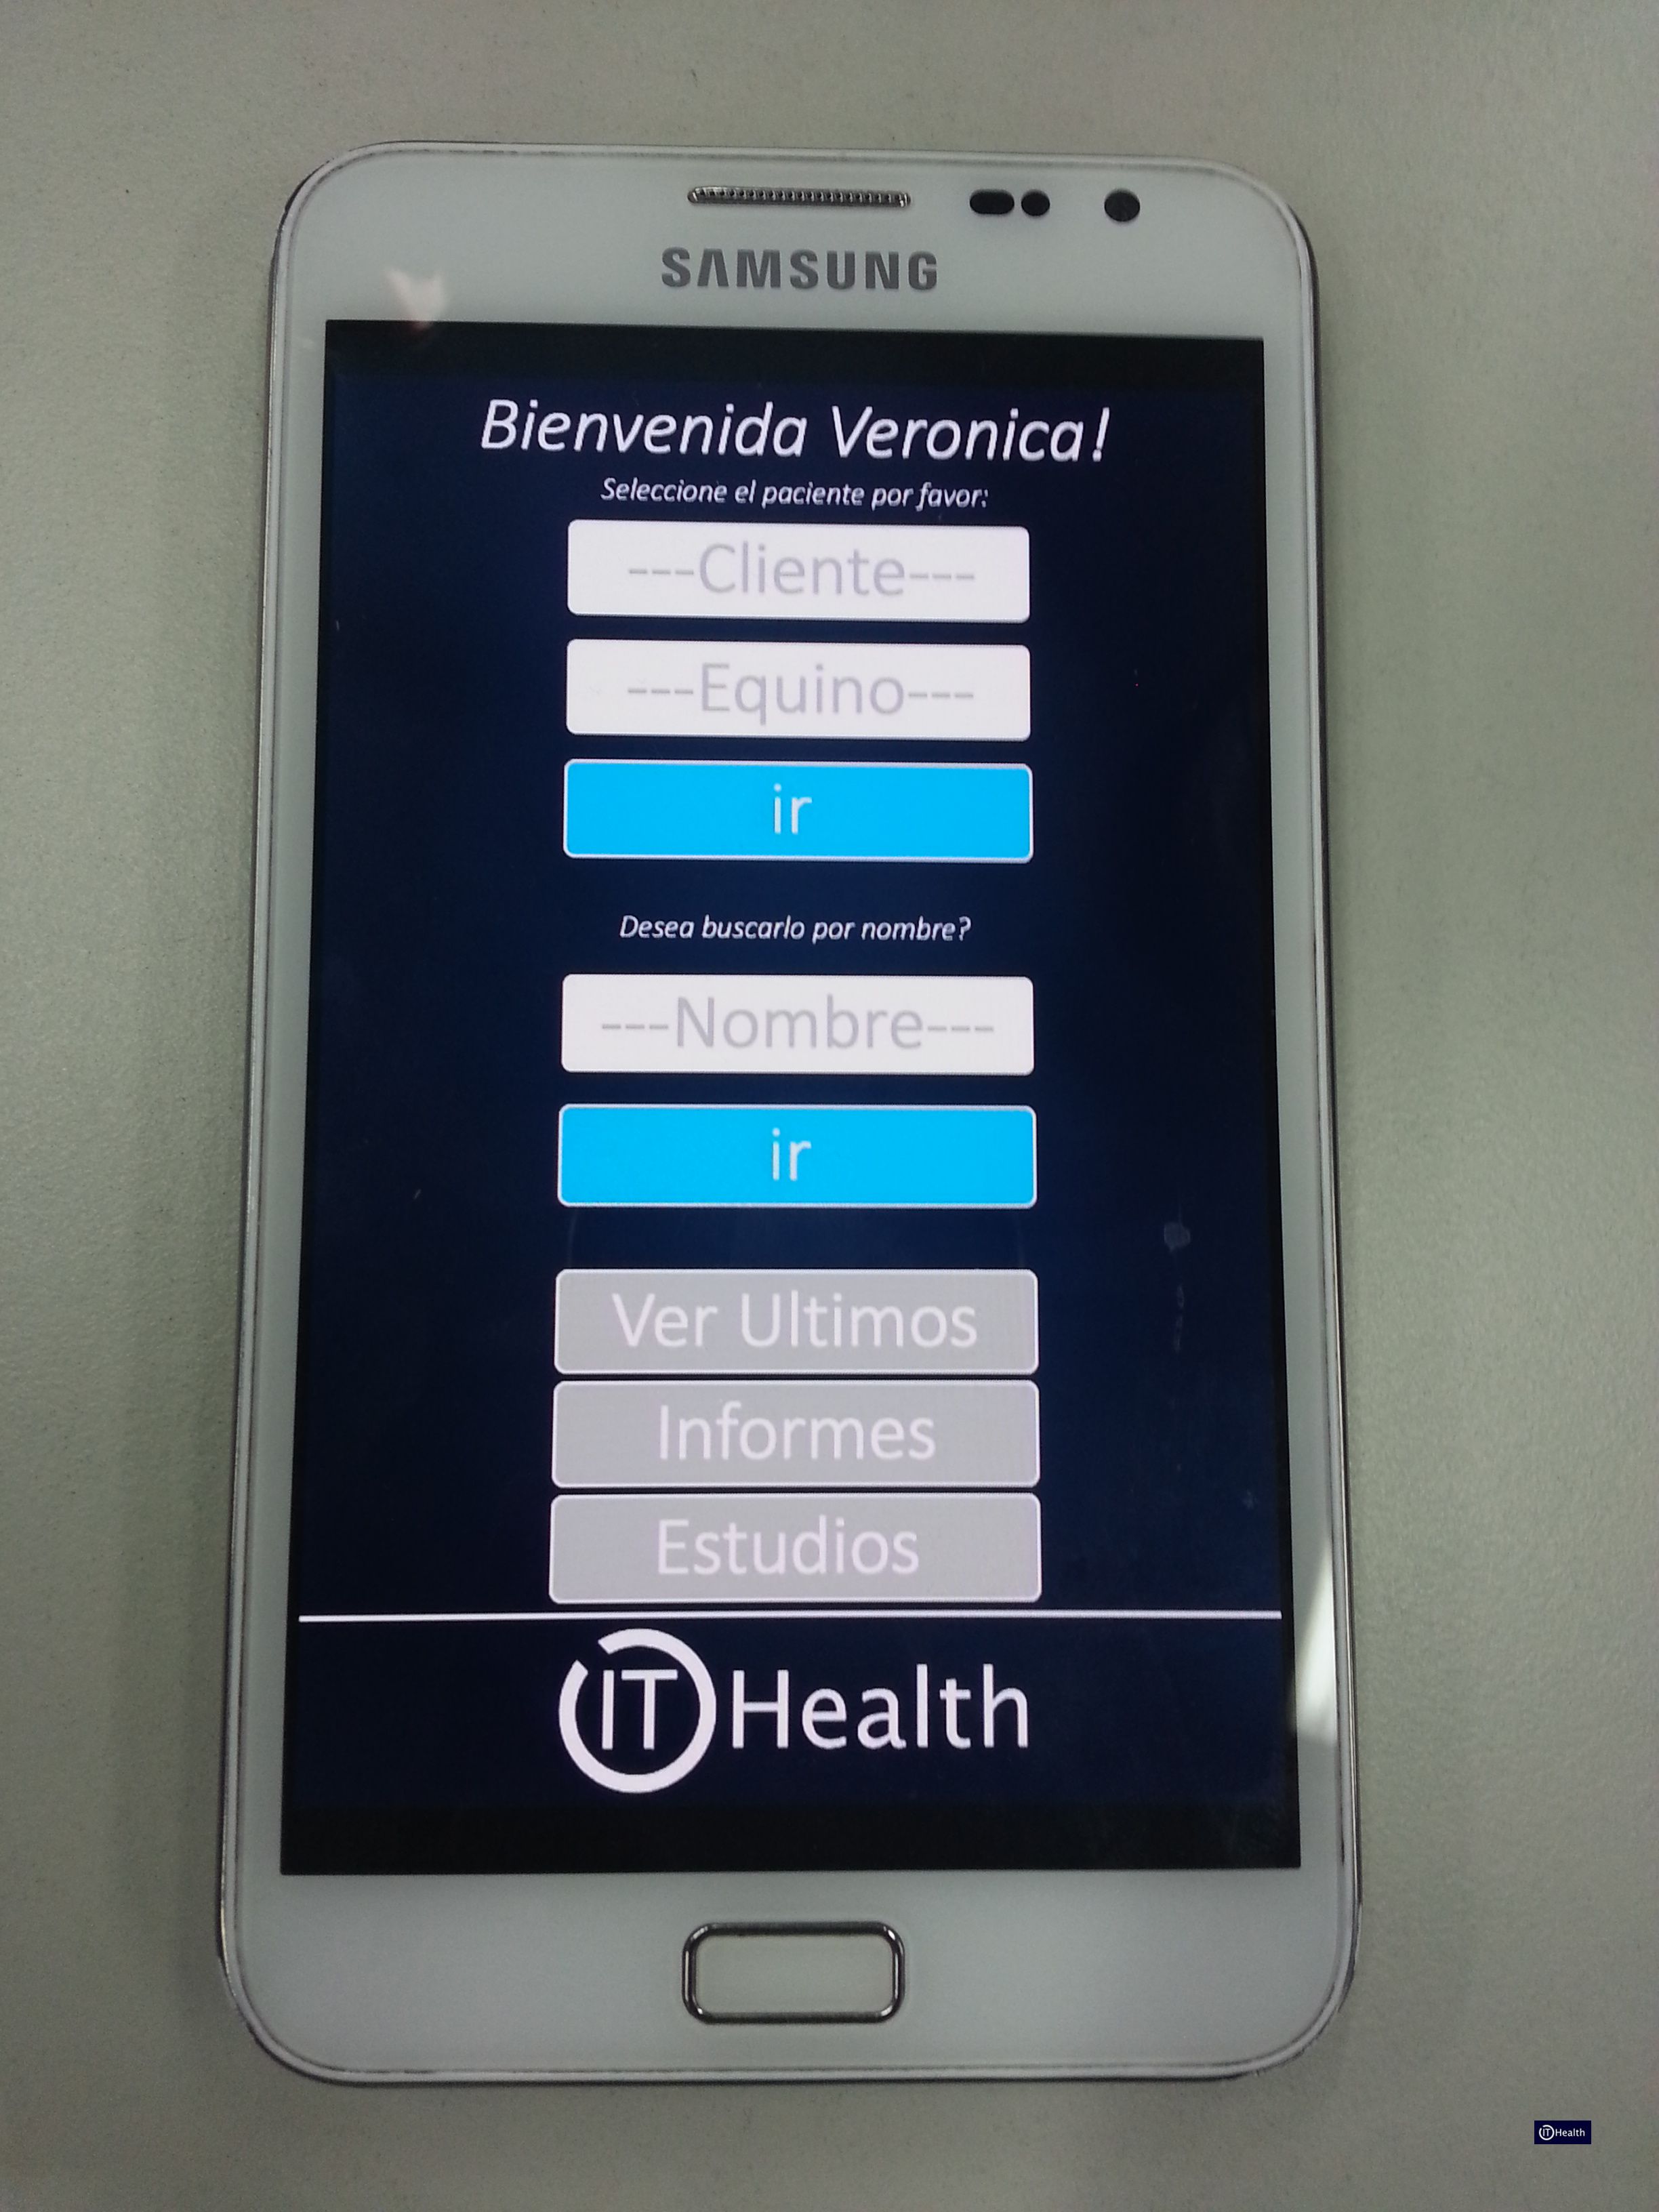 SAMSUNG
Bienvenida Veronica!
Seleccione el paciente por favor:
---Cliente---
---Equino---
ir
Desea buscarlo por nombre?
---Nombre---
ir
Ver Ultimos
Informes
Estudios
IT Health
IT Health